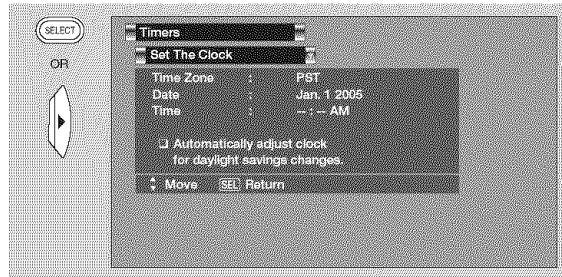 SELECT
OR
Timers
Set The Clock
Time Zone : PST
Date : Jan. 1 2005
Time : -- : -- AM
❑ Automatically adjust clock
for daylight savings changes.
Move SEL Return